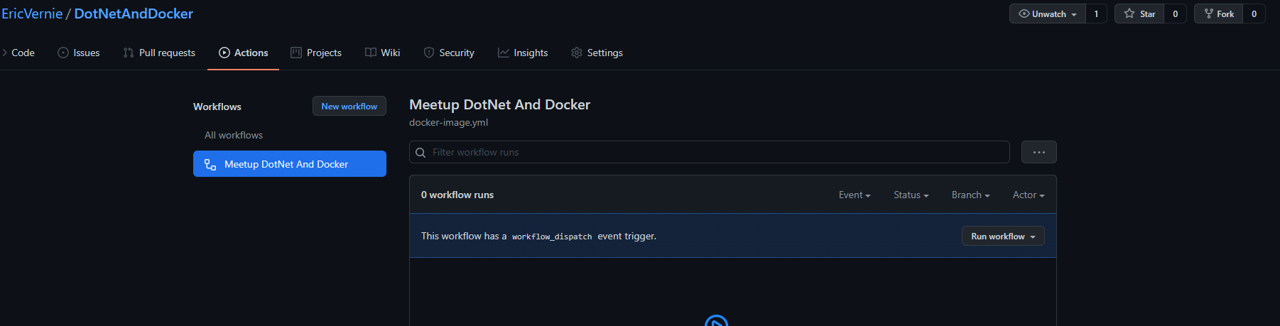 EricVernie / DotNetAndDocker
Unwatch 1 Star 0 Fork 0
Code Issues Pull requests Actions Projects Wiki Security Insights Settings
Workflows New workflow
All workflows
Meetup DotNet And Docker
Meetup DotNet And Docker
docker-image.yml
Filter workflow runs ...
0 workflow runs Event Status Branch Actor
This workflow has a workflow_dispatch event trigger. Run workflow